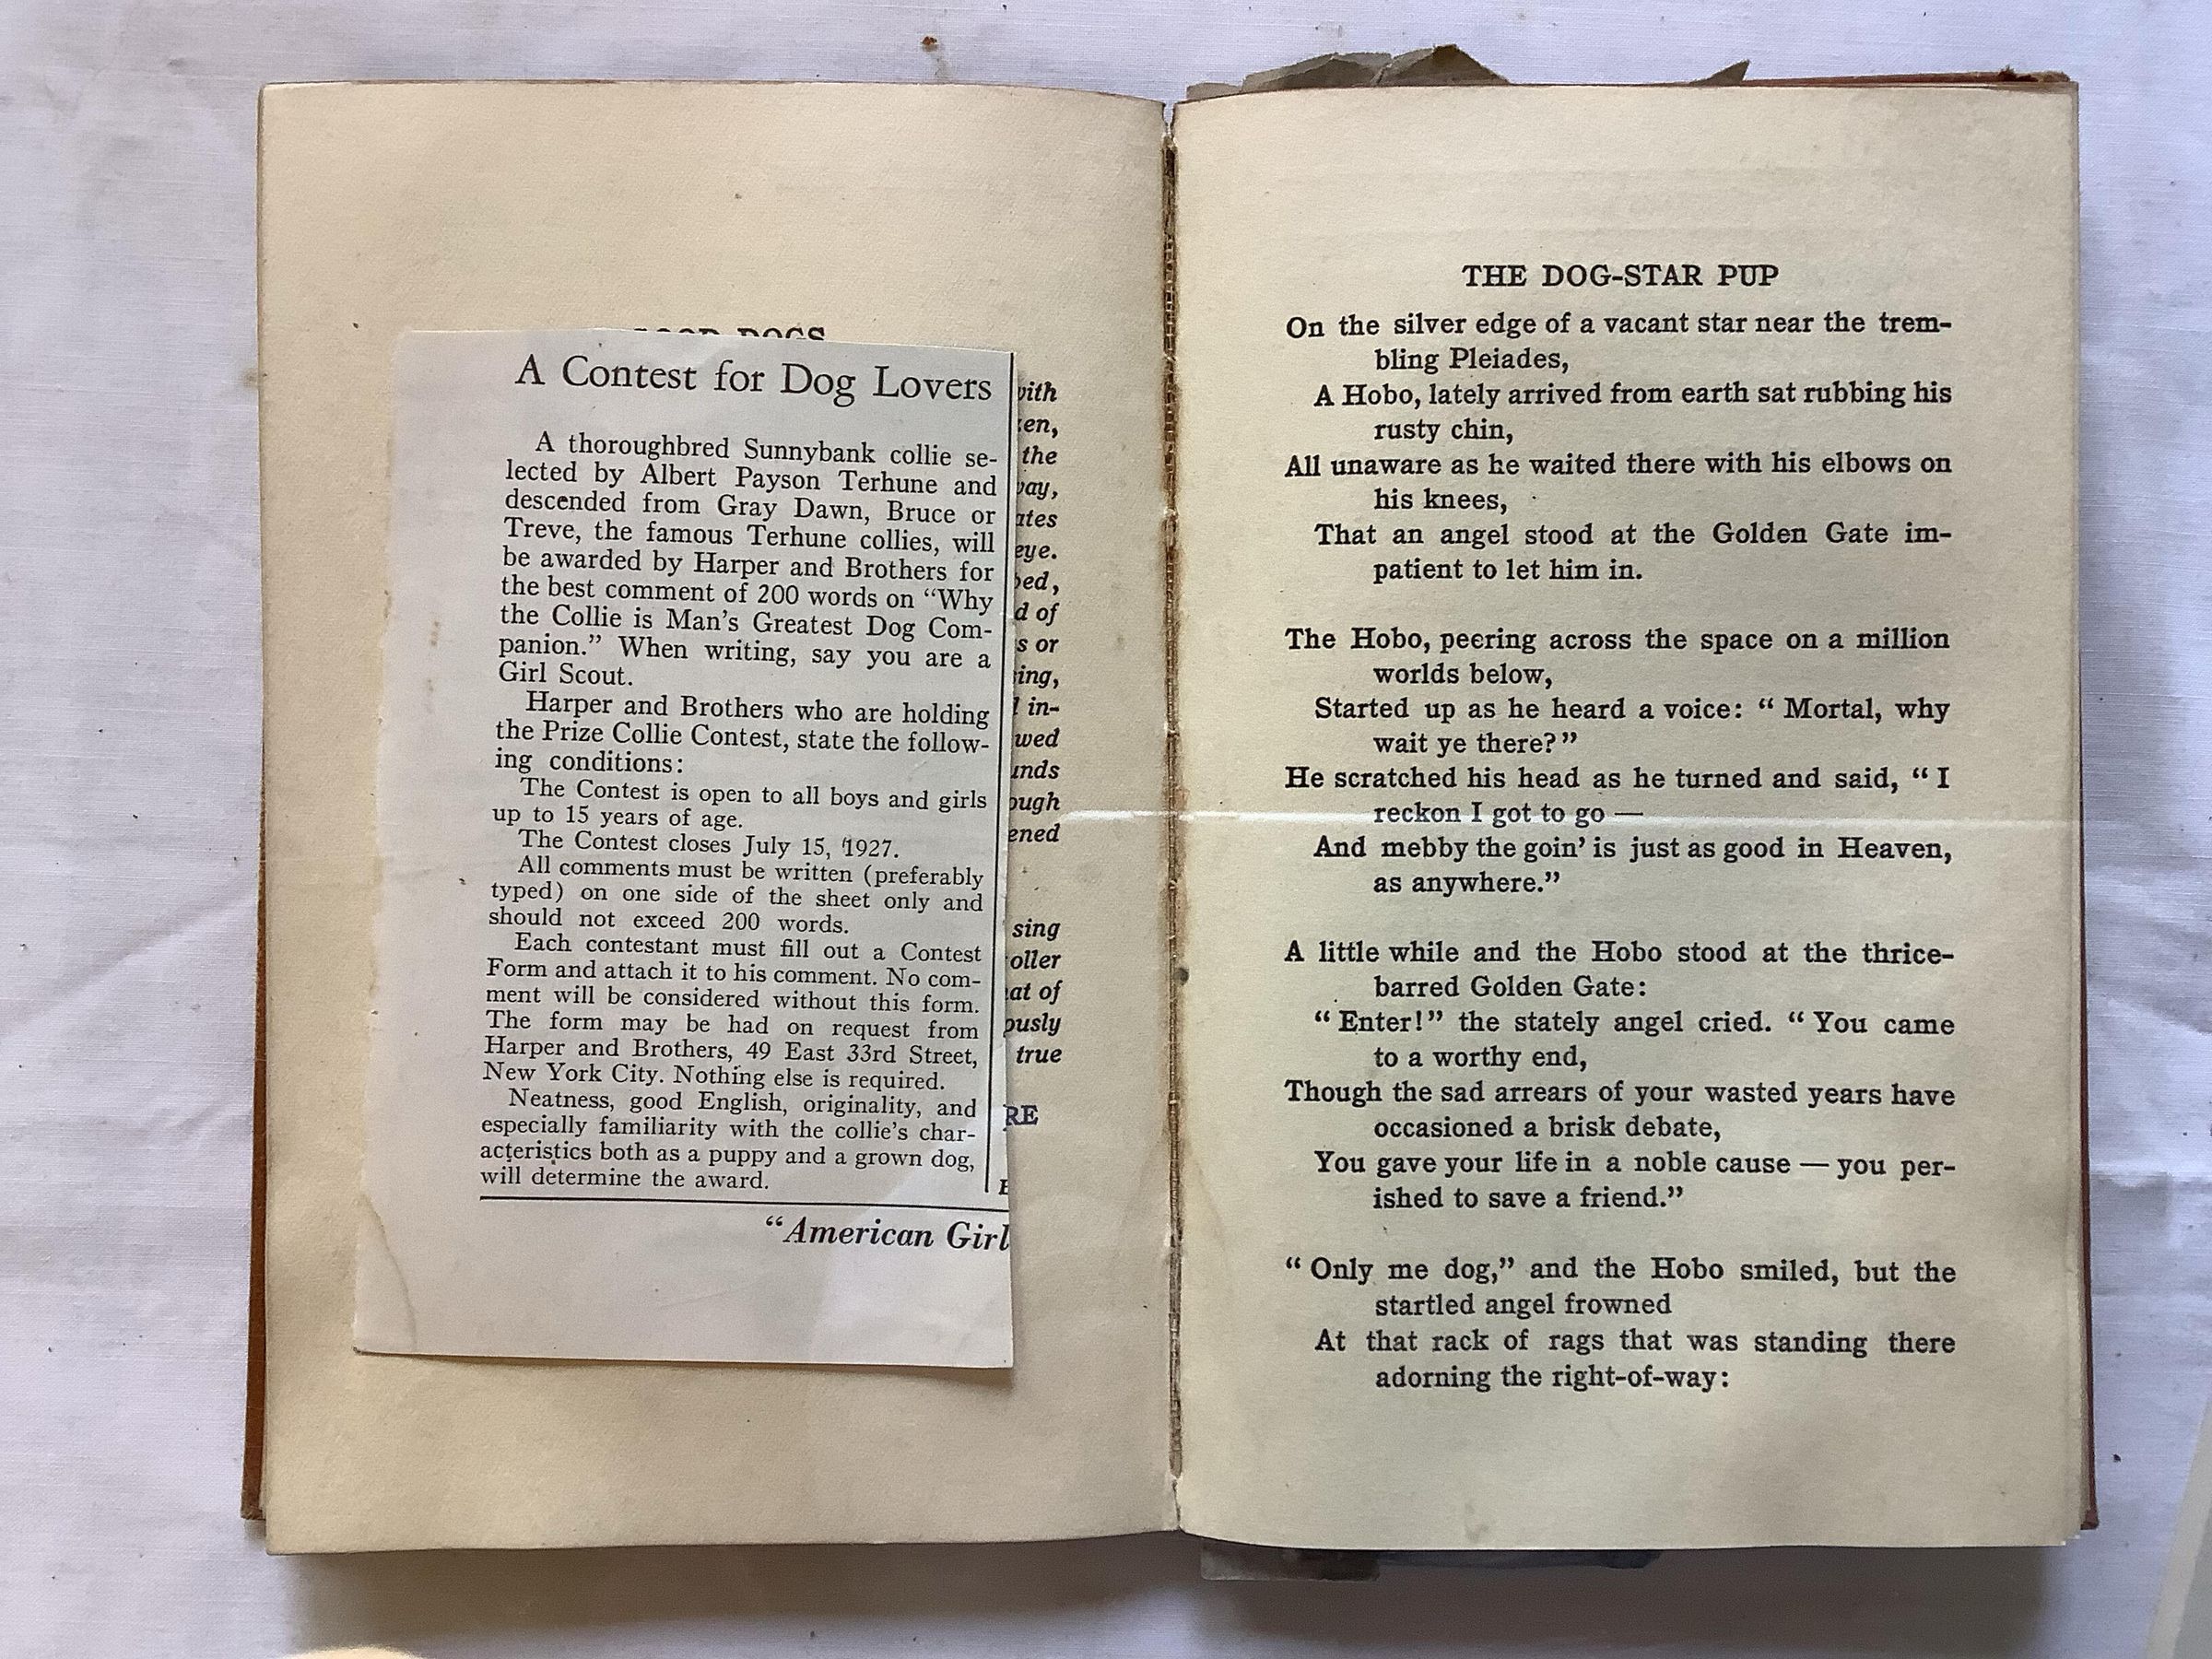 DOGS
A Contest for Dog Lovers
A thoroughbred Sunnybank collie se-
lected by Albert Payson Terhune and
descended from Gray Dawn, Bruce or
Treve, the famous Terhune collies, will
be awarded by Harper and Brothers for
the best comment of 200 words on “Why
the Collie is Man’s Greatest Dog Com-
panion.” When writing, say you are a
Girl Scout.
Harper and Brothers who are holding
the Prize Collie Contest, state the follow-
ing conditions:
The Contest is open to all boys and girls
up to 15 years of age.
The Contest closes July 15, 1927.
All comments must be written (preferably
typed) on one side of the sheet only and
should not exceed 200 words.
Each contestant must fill out a Contest
Form and attach it to his comment. No com-
ment will be considered without this form.
The form may be had on request from
Harper and Brothers, 49 East 33rd Street,
New York City. Nothing else is required.
Neatness, good English, originality, and
especially familiarity with the collie’s char-
acteristics both as a puppy and a grown dog,
will determine the award.
“American Girl
the
eye.
of
or
in-
sing
of
true
THE DOG-STAR PUP
On the silver edge of a vacant star near the trem-
bling Pleiades,
A Hobo, lately arrived from earth sat rubbing his
rusty chin,
All unaware as he waited there with his elbows on
his knees,
That an angel stood at the Golden Gate im-
patient to let him in.
The Hobo, peering across the space on a million
worlds below,
Started up as he heard a voice: “ Mortal, why
wait ye there?”
He scratched his head as he turned and said, “ I
reckon I got to go —
And mebby the goin’ is just as good in Heaven,
as anywhere.”
A little while and the Hobo stood at the thrice-
barred Golden Gate:
“ Enter!” the stately angel cried. “ You came
to a worthy end,
Though the sad arrears of your wasted years have
occasioned a brisk debate,
You gave your life in a noble cause — you per-
ished to save a friend.”
“ Only me dog,” and the Hobo smiled, but the
startled angel frowned
At that rack of rags that was standing there
adorning the right-of-way: